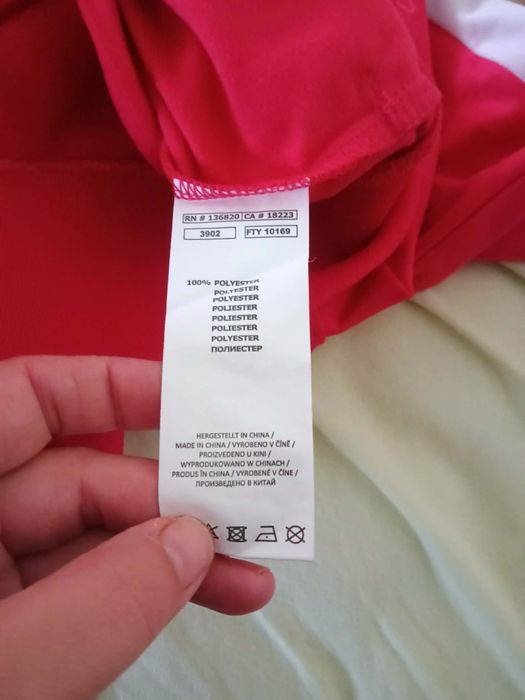 RN # 136820 CA # 18223
3902 FTY 10169
100% POLYESTER
POLYESTER
POLYESTER
POLIESTER
POLIESTER
POLIESTER
POLYESTER
ПОЛИЕСТЕР
HERGESTELLT IN CHINA /
MADE IN CHINA / VYROBENO V ČÍNĚ /
PROIZVEDENO U KINI /
WYPRODUKOWANO W CHINACH /
PRODUS ÎN CHINA / VYROBENÉ V ČÍNE /
ПРОИЗВЕДЕНО В КИТАЙ